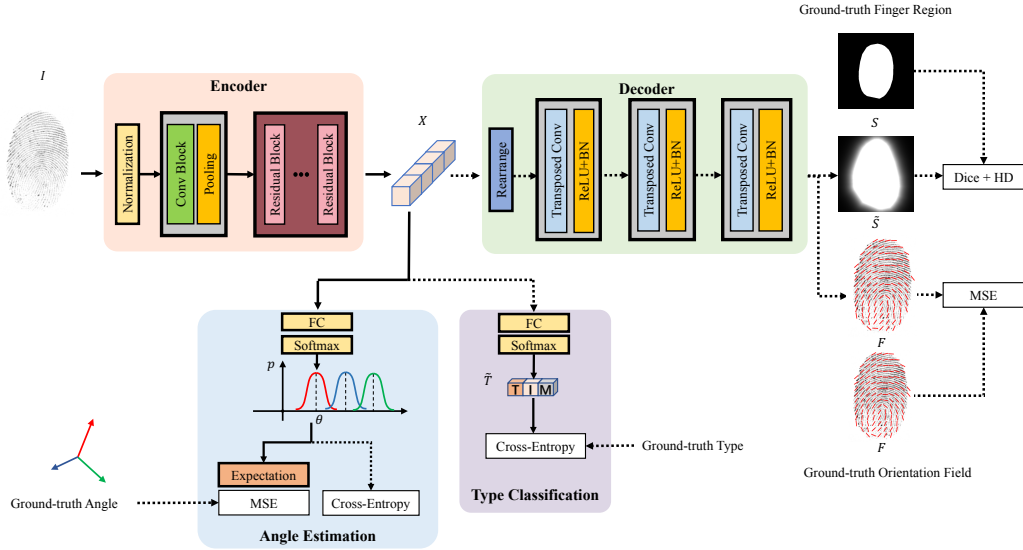 Ground-truth Finger Region
I
Encoder
Decoder
X
S
Normalization
Conv Block
Pooling
Residual Block
•••
Residual Block
Rearrange
Transposed Conv
ReLU+BN
Transposed Conv
ReLU+BN
Transposed Conv
ReLU+BN
Dice + HD
S̃
FC
Softmax
FC
Softmax
MSE
F
p
θ
T̃
T I M
Cross-Entropy
Ground-truth Type
F
Expectation
Ground-truth Angle
MSE
Cross-Entropy
Type Classification
Ground-truth Orientation Field
Angle Estimation